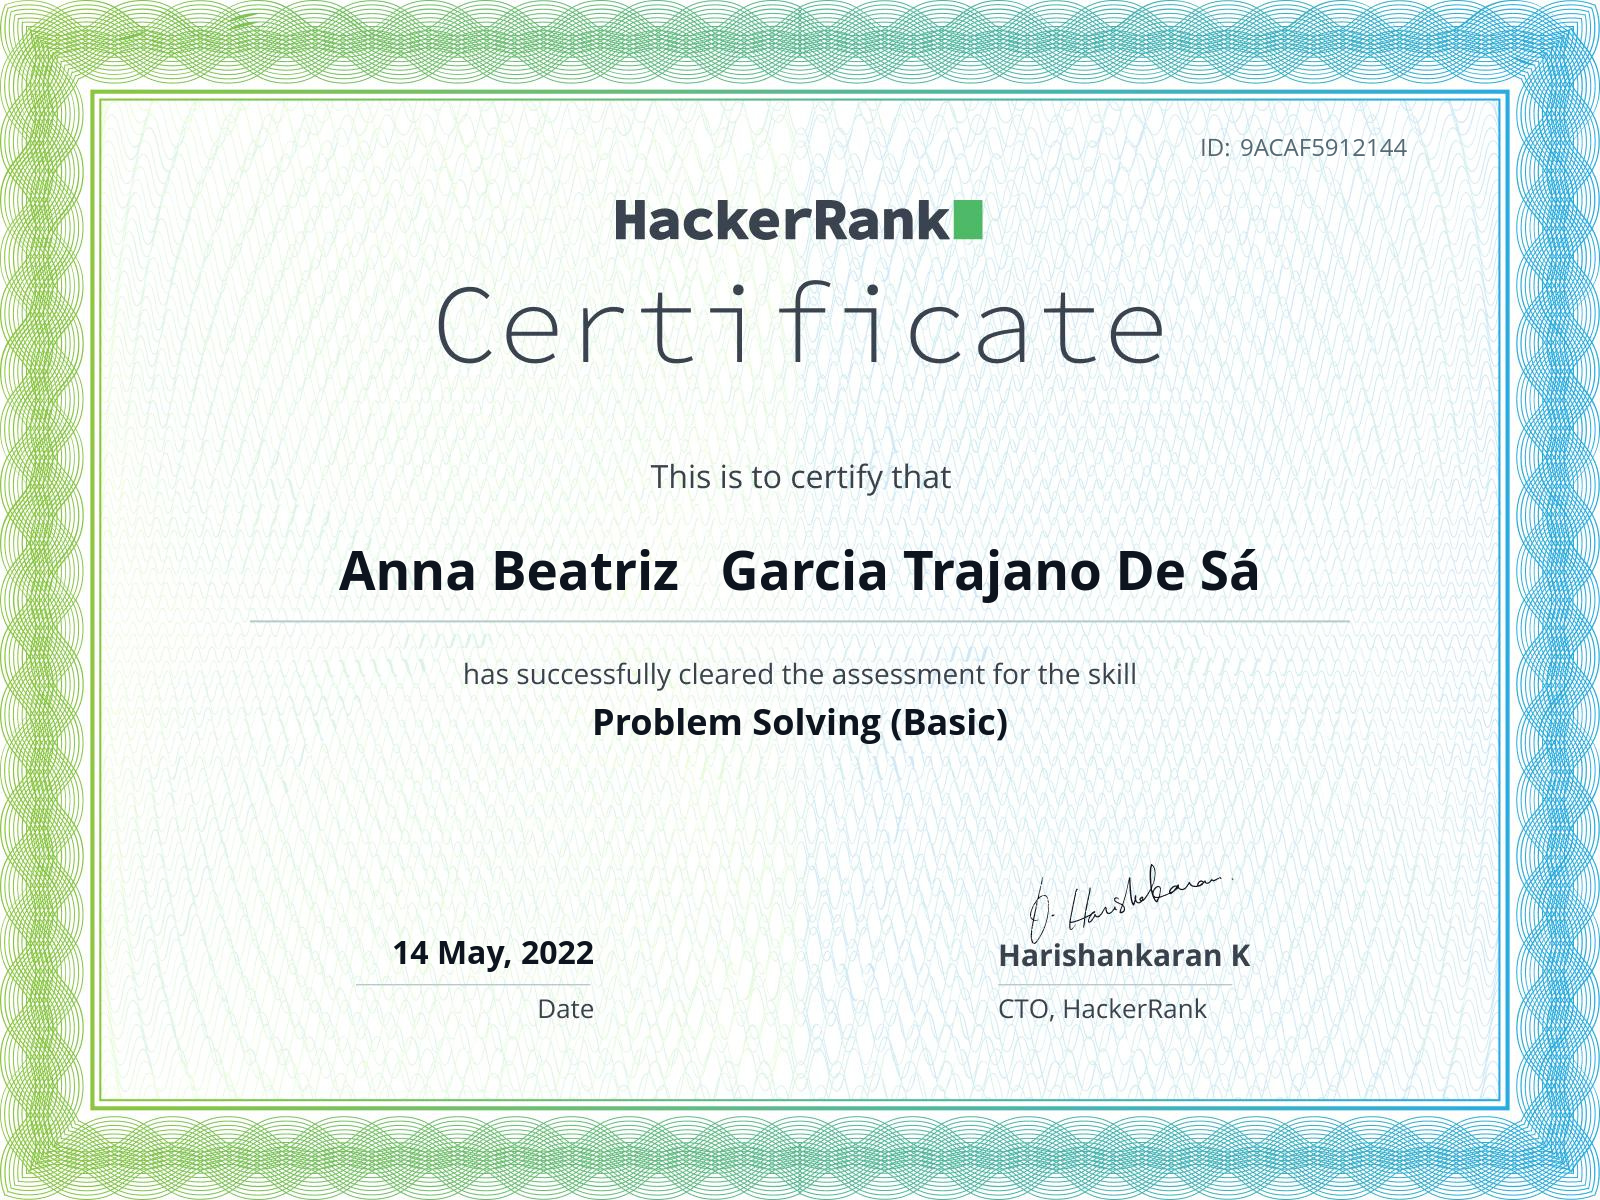 ID: 9ACAF5912144
HackerRank
Certificate
This is to certify that
Anna Beatriz Garcia Trajano De Sá
has successfully cleared the assessment for the skill
Problem Solving (Basic)
14 May, 2022
Date
Harishankaran
Harishankaran K
CTO, HackerRank